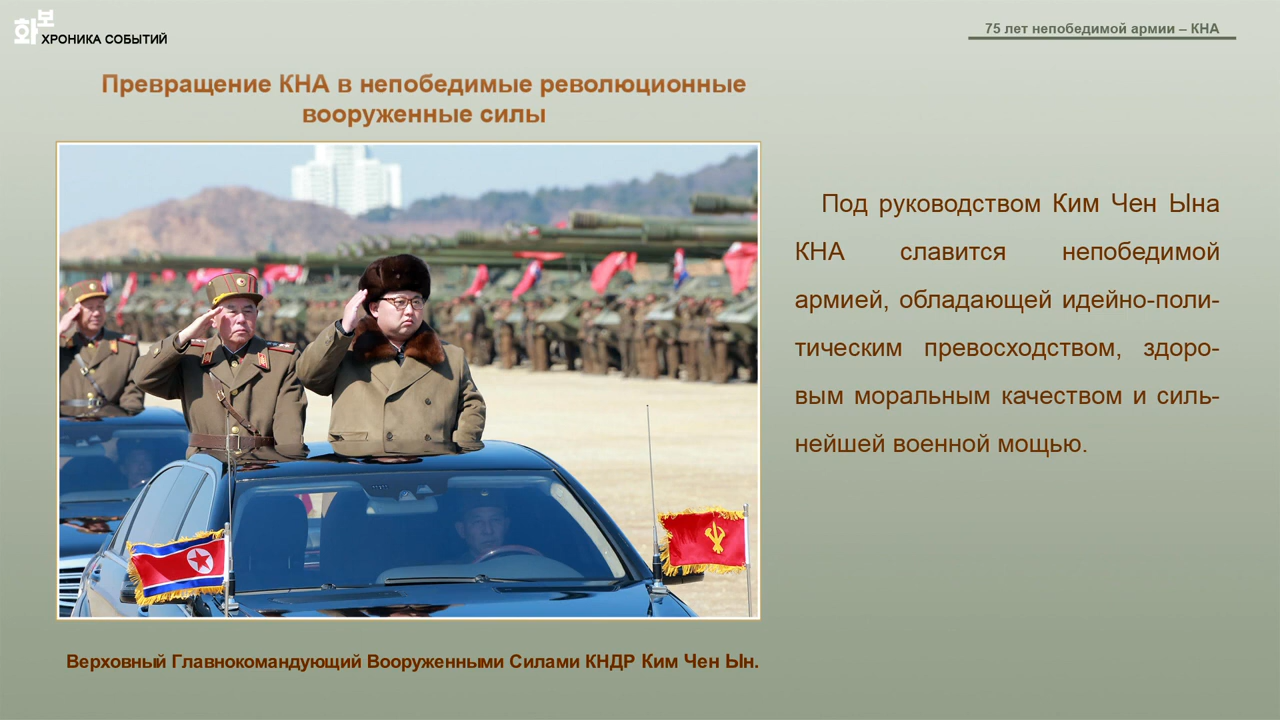 화보
ХРОНИКА СОБЫТИЙ
75 лет непобедимой армии – КНА
Превращение КНА в непобедимые революционные
вооруженные силы
Под руководством Ким Чен Ына
КНА славится непобедимой
армией, обладающей идейно-поли-
тическим превосходством, здоро-
вым моральным качеством и силь-
нейшей военной мощью.
Верховный Главнокомандующий Вооруженными Силами КНДР Ким Чен Ын.